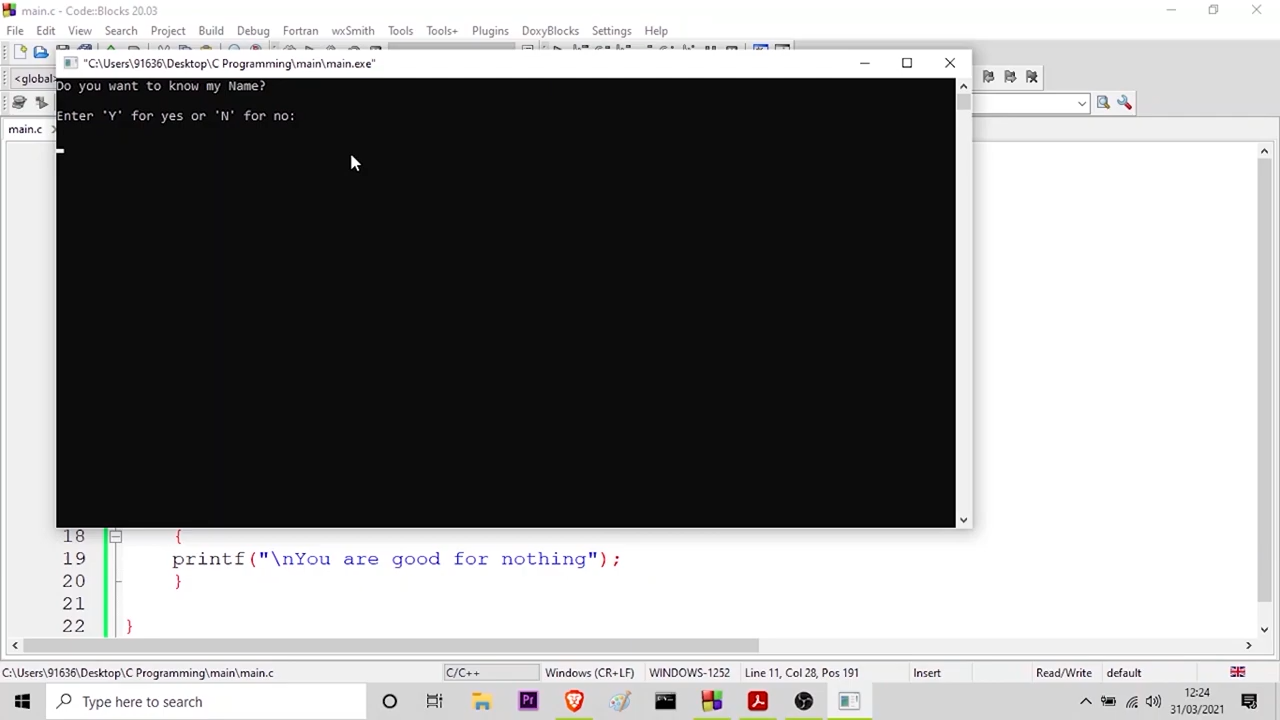 main.c - Code::Blocks 20.03
File Edit View Search Project Build Debug Fortran wxSmith Tools Tools+ Plugins DoxyBlocks Settings Help
"C:\Users\91636\Desktop\C Programming\main\main.exe"
<global>
main.c
Do you want to know my Name?
Enter 'Y' for yes or 'N' for no:
18 {
19 printf("\nYou are good for nothing");
20 }
21
22 }
C:\Users\91636\Desktop\C Programming\main\main.c C/C++ Windows (CR+LF) WINDOWS-1252 Line 11, Col 28, Pos 191 Insert Read/Write default
Type here to search
Pr
12:24
31/03/2021